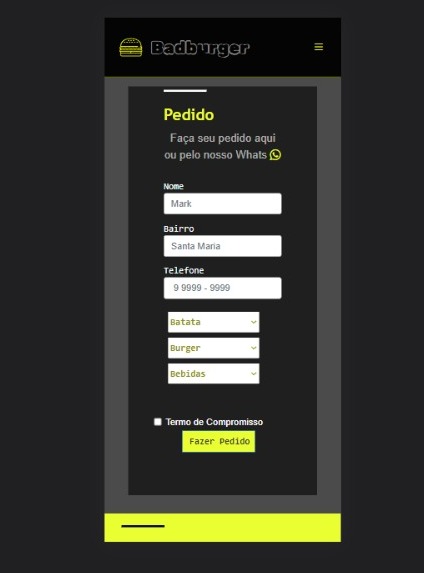 Badburger
Pedido
Faça seu pedido aqui
ou pelo nosso Whats
Nome
Mark
Bairro
Santa Maria
Telefone
9 9999 - 9999
Batata
Burger
Bebidas
Termo de Compromisso
Fazer Pedido